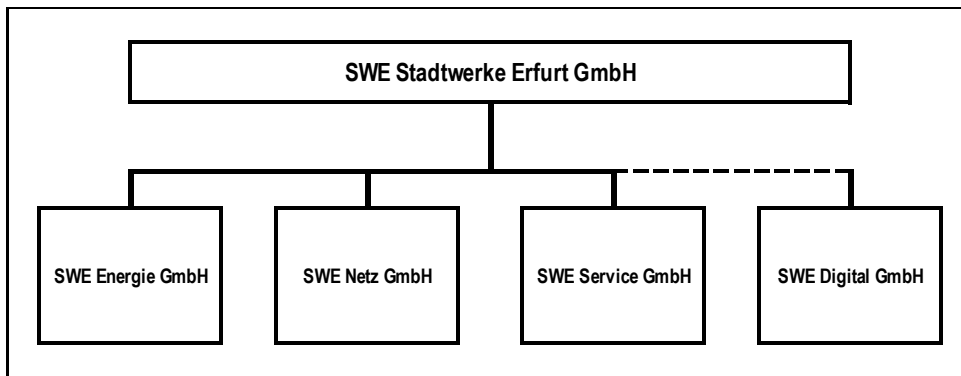 SWE Stadtwerke Erfurt GmbH
SWE Energie GmbH
SWE Netz GmbH
SWE Service GmbH
SWE Digital GmbH